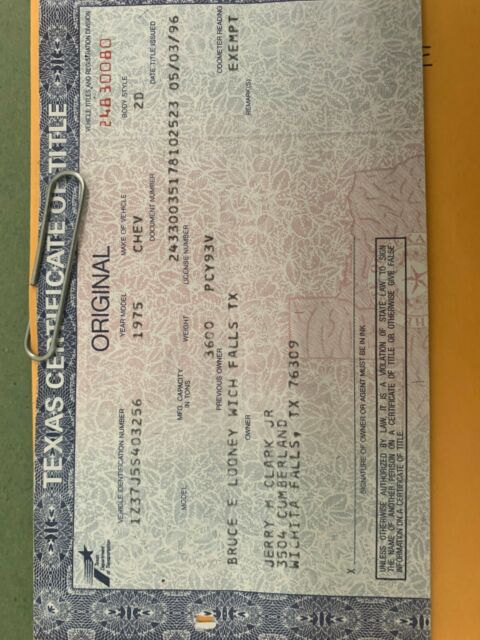 TEXAS CERTIFICATE OF TITLE
VEHICLE TITLES AND REGISTRATION DIVISION
Texas Department of Transportation
ORIGINAL
24830080
VEHICLE IDENTIFICATION NUMBER YEAR MODEL MAKE OF VEHICLE BODY STYLE
1Z37J5S403256 1975 CHEV 2D
DOCUMENT NUMBER DATE TITLE ISSUED
24330035178102523 05/03/96
MODEL MFG. CAPACITY IN TONS WEIGHT LICENSE NUMBER
3600 PCY93V
PREVIOUS OWNER ODOMETER READING
BRUCE E LOONEY WICH FALLS TX EXEMPT
OWNER REMARK(S)
JERRY M CLARK JR
3504 CUMBERLAND
WICHITA FALLS, TX 76309
X
SIGNATURE OF OWNER OR AGENT MUST BE IN INK
UNLESS OTHERWISE AUTHORIZED BY LAW, IT IS A VIOLATION OF STATE LAW TO SIGN
THE NAME OF ANOTHER PERSON ON A CERTIFICATE OF TITLE OR OTHERWISE GIVE FALSE
INFORMATION ON A CERTIFICATE OF TITLE.